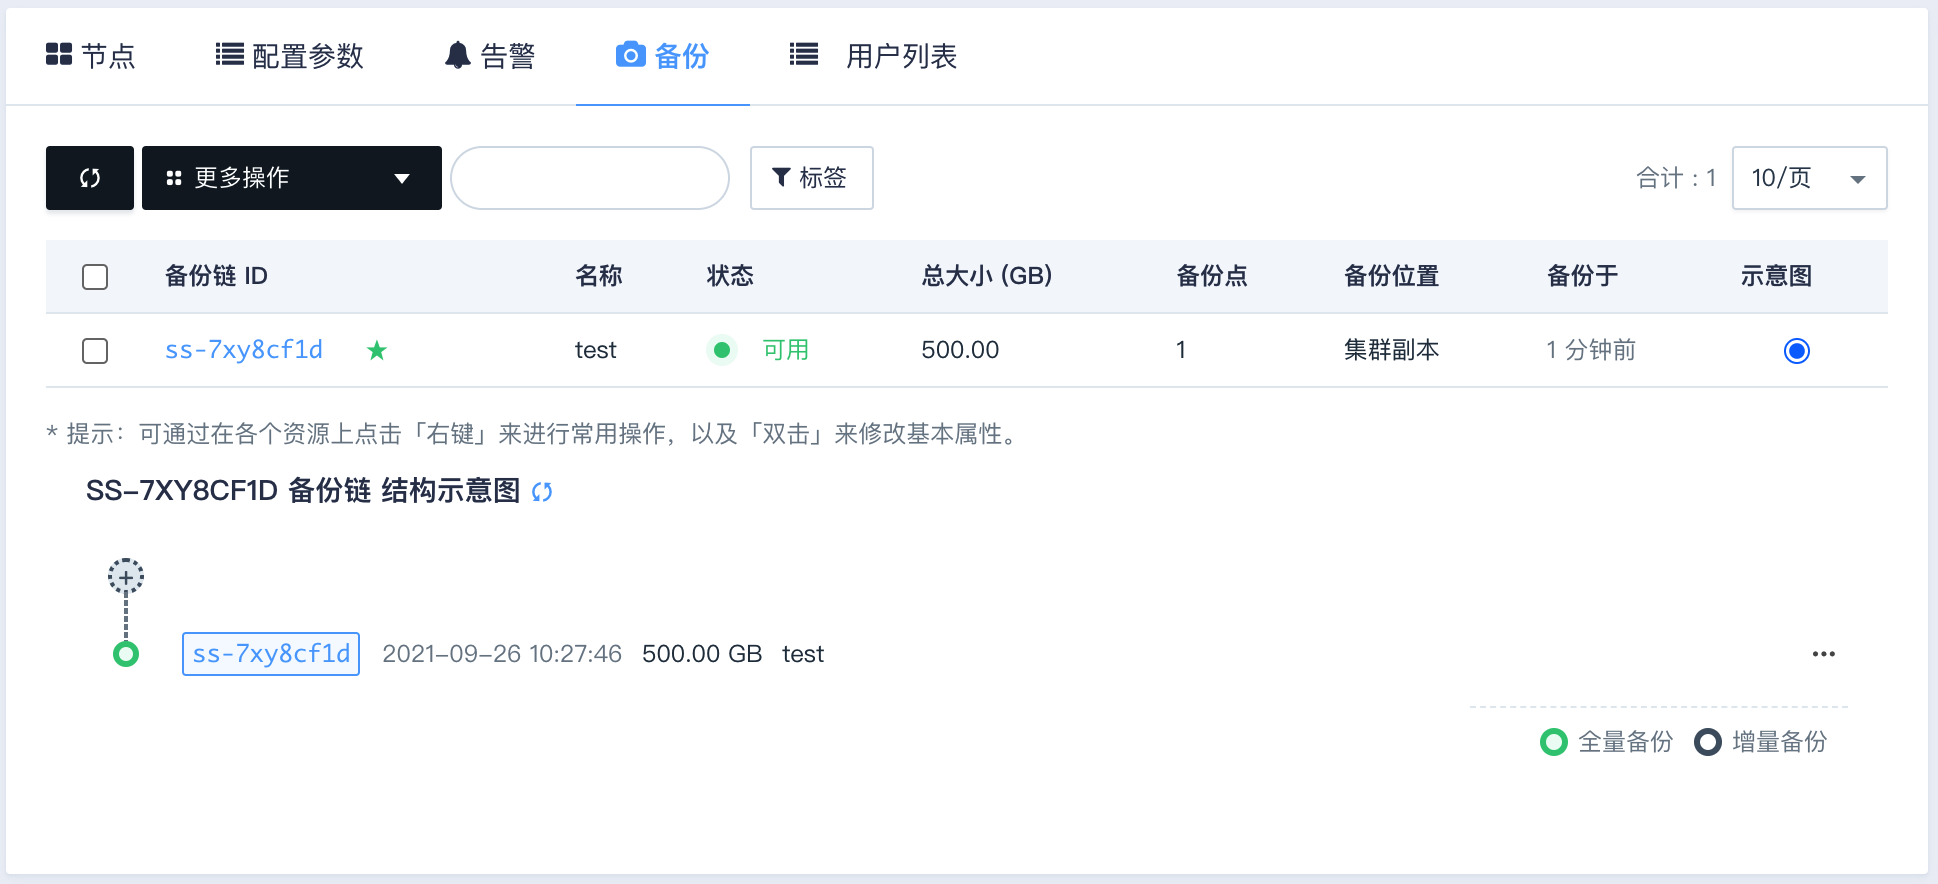 节点 配置参数 告警 备份 用户列表
更多操作 标签 合计 : 1 10/页
备份链 ID 名称 状态 总大小 (GB) 备份点 备份位置 备份于 示意图
ss-7xy8cf1d test 可用 500.00 1 集群副本 1 分钟前
* 提示：可通过在各个资源上点击「右键」来进行常用操作，以及「双击」来修改基本属性。
SS-7XY8CF1D 备份链 结构示意图
ss-7xy8cf1d 2021-09-26 10:27:46 500.00 GB test
全量备份 增量备份